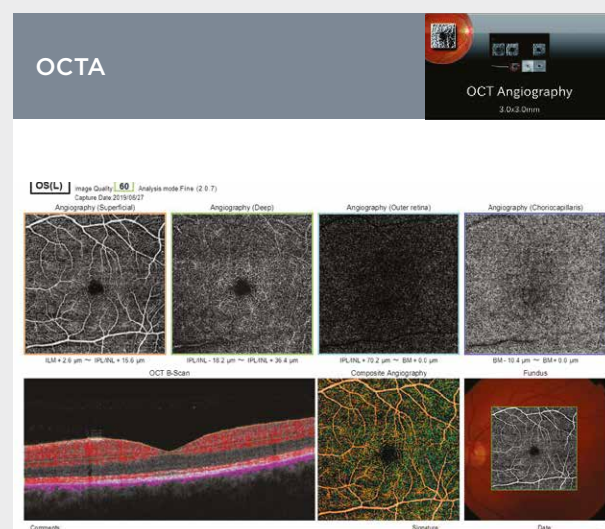 OCTA
OCT Angiography
3.0x3.0mm
OS(L) Image Quality 60 Analysis mode Fine (2.0.7)
Capture Date 2019/06/27
Angiography (Superficial) Angiography (Deep) Angiography (Outer retina) Angiography (Choriocapillaris)
ILM + 2.6 µm ～ IPL/INL + 15.6 µm IPL/INL - 18.2 µm ～ IPL/INL + 36.4 µm IPL/INL + 70.2 µm ～ BM + 0.0 µm BM - 10.4 µm ～ BM + 0.0 µm
OCT B-Scan Composite Angiography Fundus
Comments Signature: Date